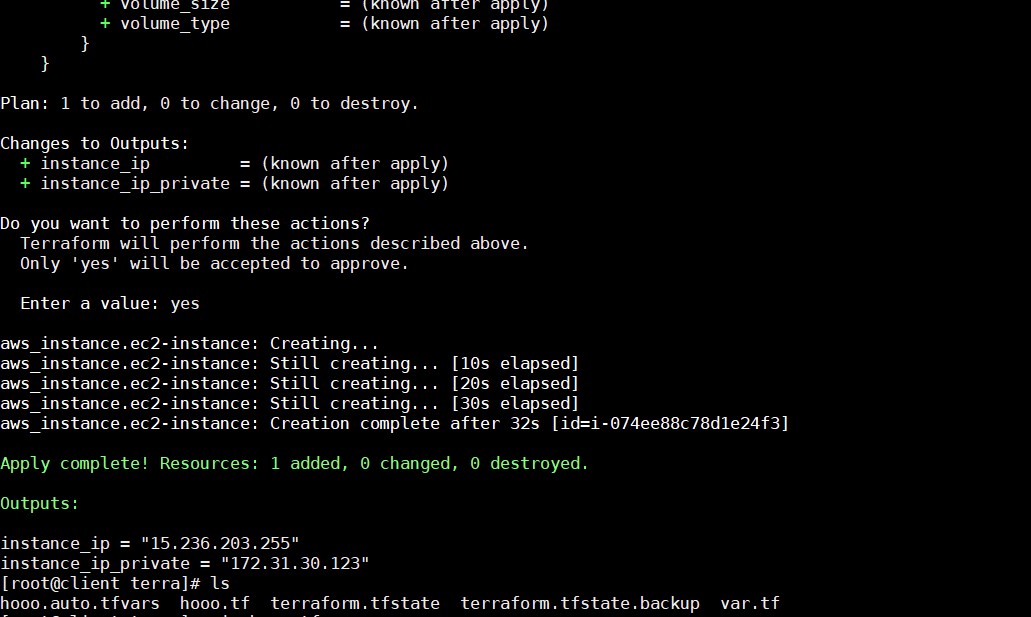 + volume_size = (known after apply)
+ volume_type = (known after apply)
}
}
Plan: 1 to add, 0 to change, 0 to destroy.
Changes to Outputs:
+ instance_ip = (known after apply)
+ instance_ip_private = (known after apply)
Do you want to perform these actions?
Terraform will perform the actions described above.
Only 'yes' will be accepted to approve.
Enter a value: yes
aws_instance.ec2-instance: Creating...
aws_instance.ec2-instance: Still creating... [10s elapsed]
aws_instance.ec2-instance: Still creating... [20s elapsed]
aws_instance.ec2-instance: Still creating... [30s elapsed]
aws_instance.ec2-instance: Creation complete after 32s [id=i-074ee88c78d1e24f3]
Apply complete! Resources: 1 added, 0 changed, 0 destroyed.
Outputs:
instance_ip = "15.236.203.255"
instance_ip_private = "172.31.30.123"
[root@client terra]# ls
hooo.auto.tfvars hooo.tf terraform.tfstate terraform.tfstate.backup var.tf